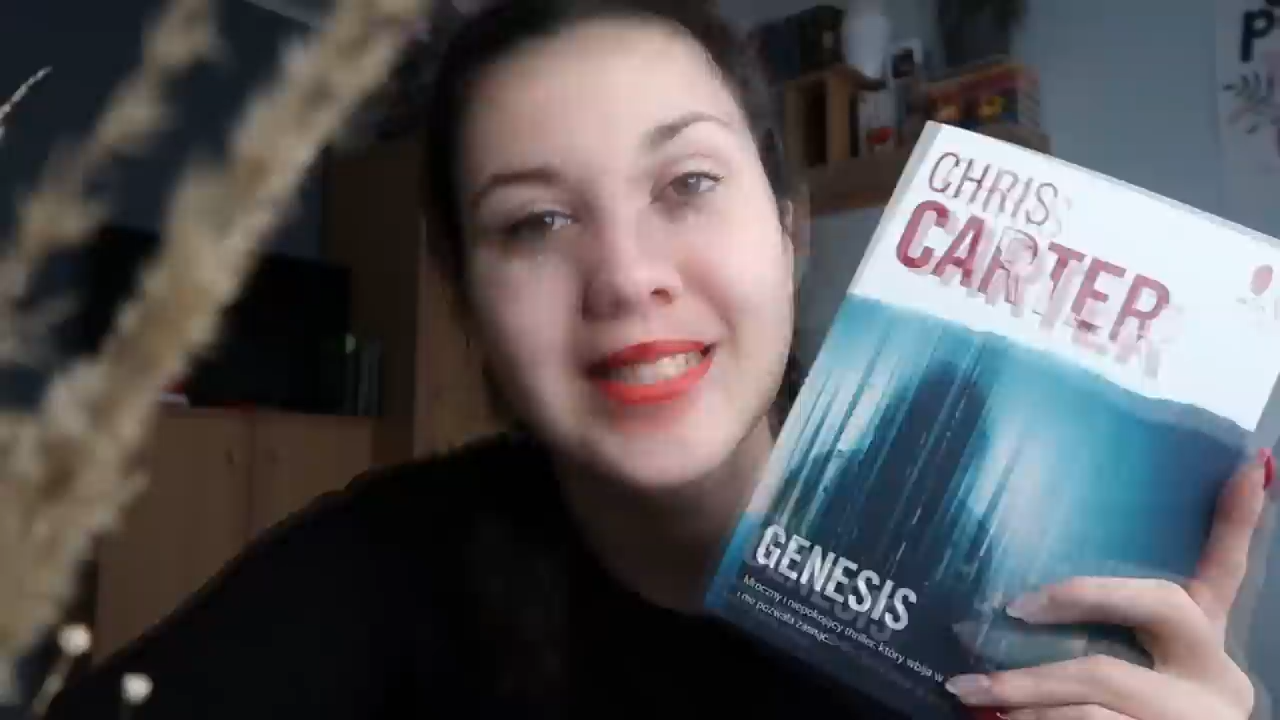 CHRIS
CARTER
GENESIS
Mroczny i niepokojący thriller, który wbija w
i nie pozwala zasnąć...
P